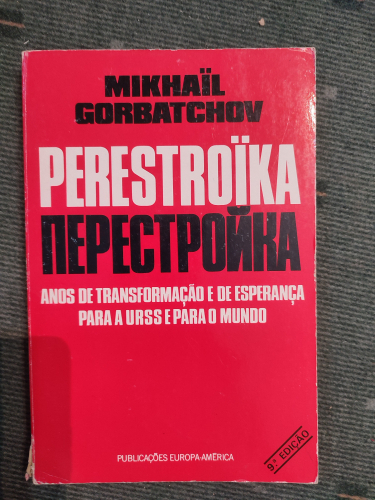 MIKHAÏL
GORBATCHOV
PERESTROÏKA
ПЕРЕСТРОЙКА
ANOS DE TRANSFORMAÇÃO E DE ESPERANÇA
PARA A URSS E PARA O MUNDO
9.ª EDIÇÃO
PUBLICAÇÕES EUROPA-AMÉRICA